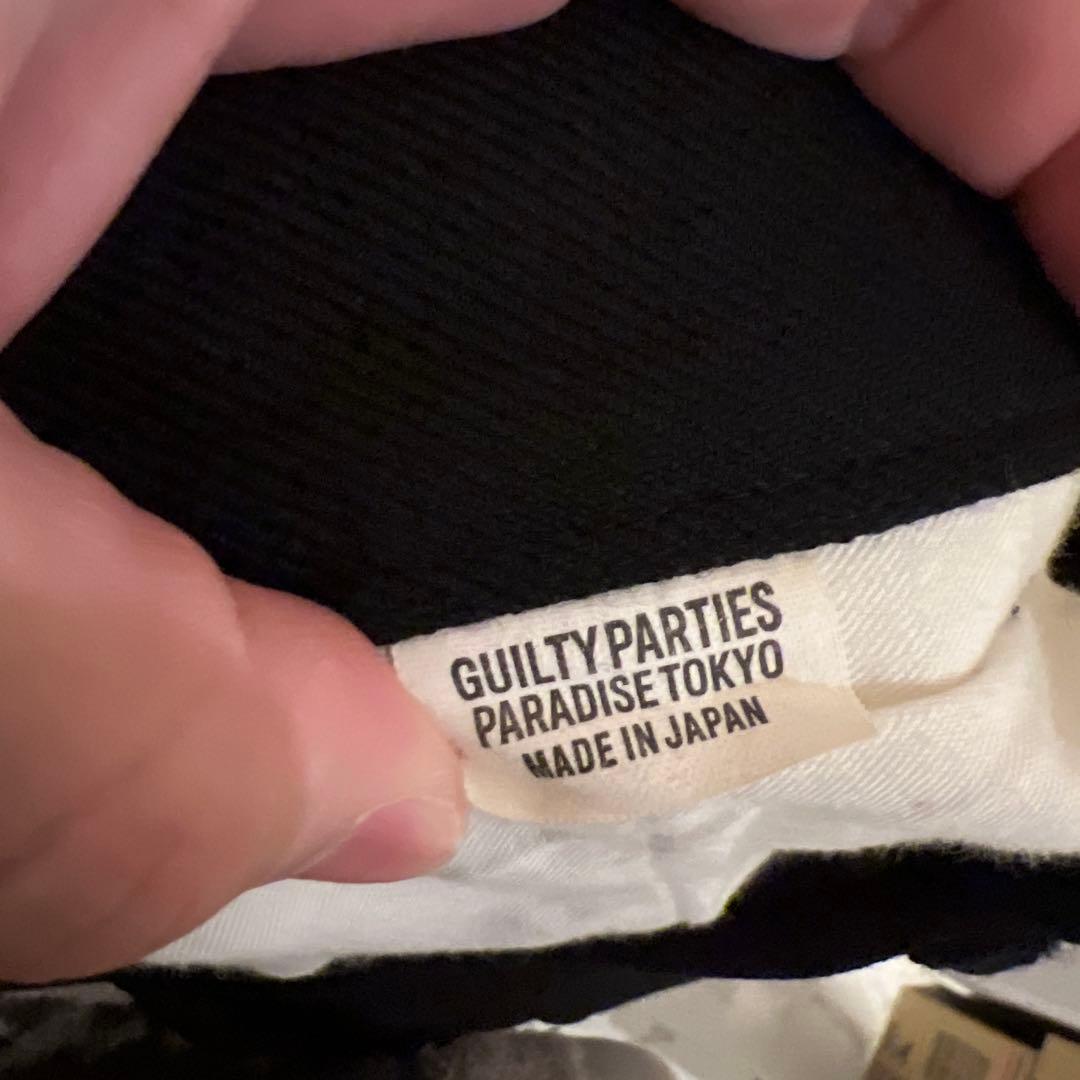 GUILTY PARTIES
PARADISE TOKYO
MADE IN JAPAN